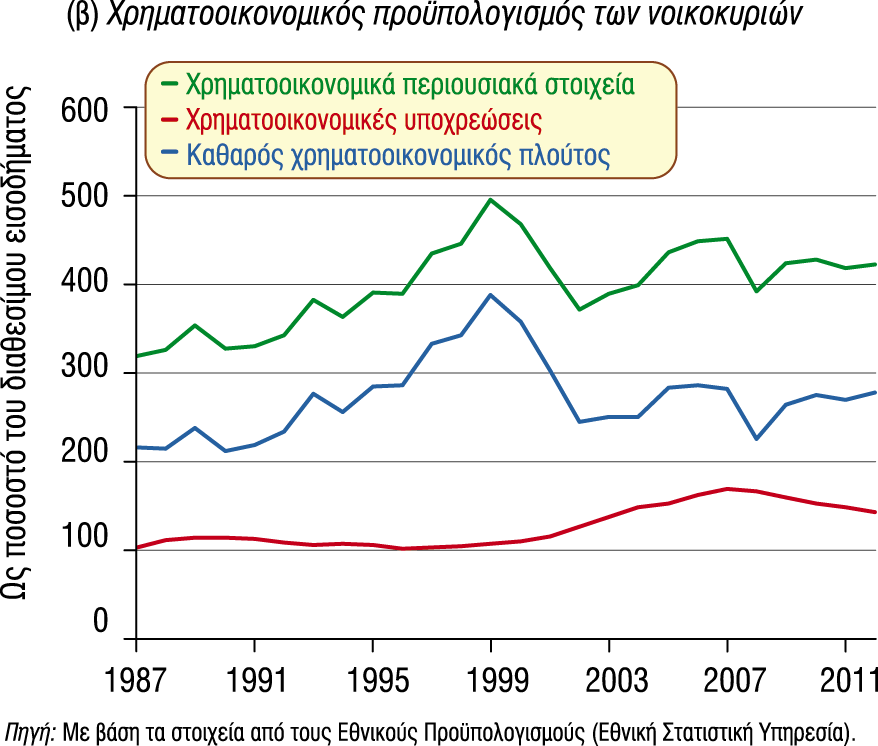 (β) Χρηματοοικονομικός προϋπολογισμός των νοικοκυριών
Χρηματοοικονομικά περιουσιακά στοιχεία
Χρηματοοικονομικές υποχρεώσεις
Καθαρός χρηματοοικονομικός πλούτος
Ως ποσοστό του διαθεσίμου εισοδήματος
600
500
400
300
200
100
0
1987 1991 1995 1999 2003 2007 2011
Πηγή: Με βάση τα στοιχεία από τους Εθνικούς Προϋπολογισμούς (Εθνική Στατιστική Υπηρεσία).